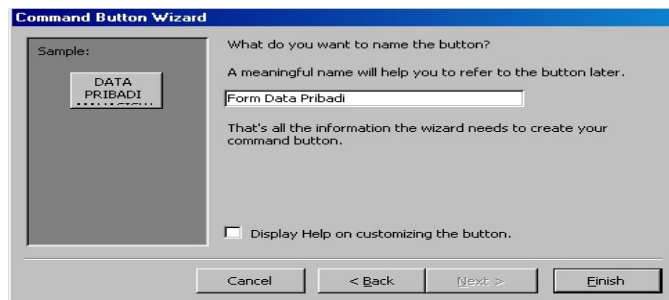 Command Button Wizard
Sample:
DATA
PRIBADI
What do you want to name the button?
A meaningful name will help you to refer to the button later.
Form Data Pribadi
That's all the information the wizard needs to create your
command button.
Display Help on customizing the button.
Cancel
< Back
Next >
Finish